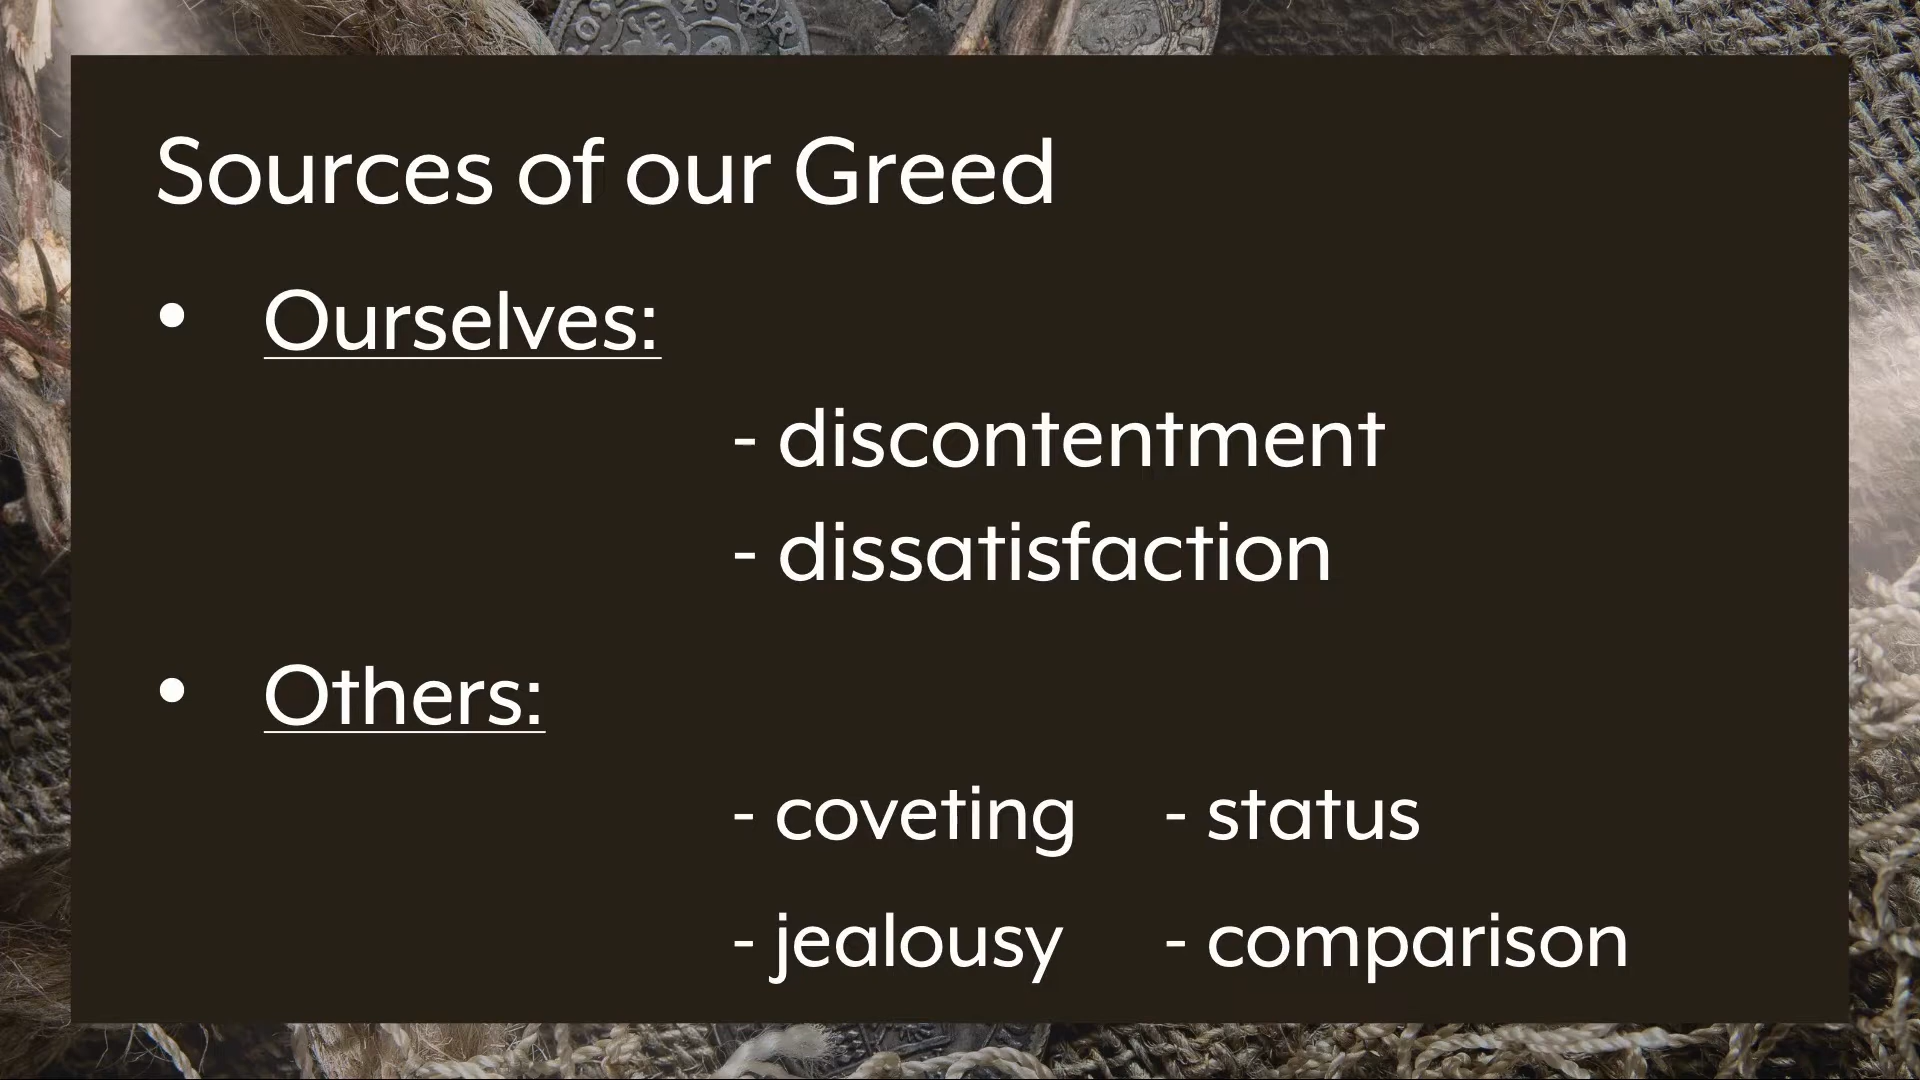 Sources of our Greed
• Ourselves:
- discontentment
- dissatisfaction
• Others:
- coveting - status
- jealousy - comparison